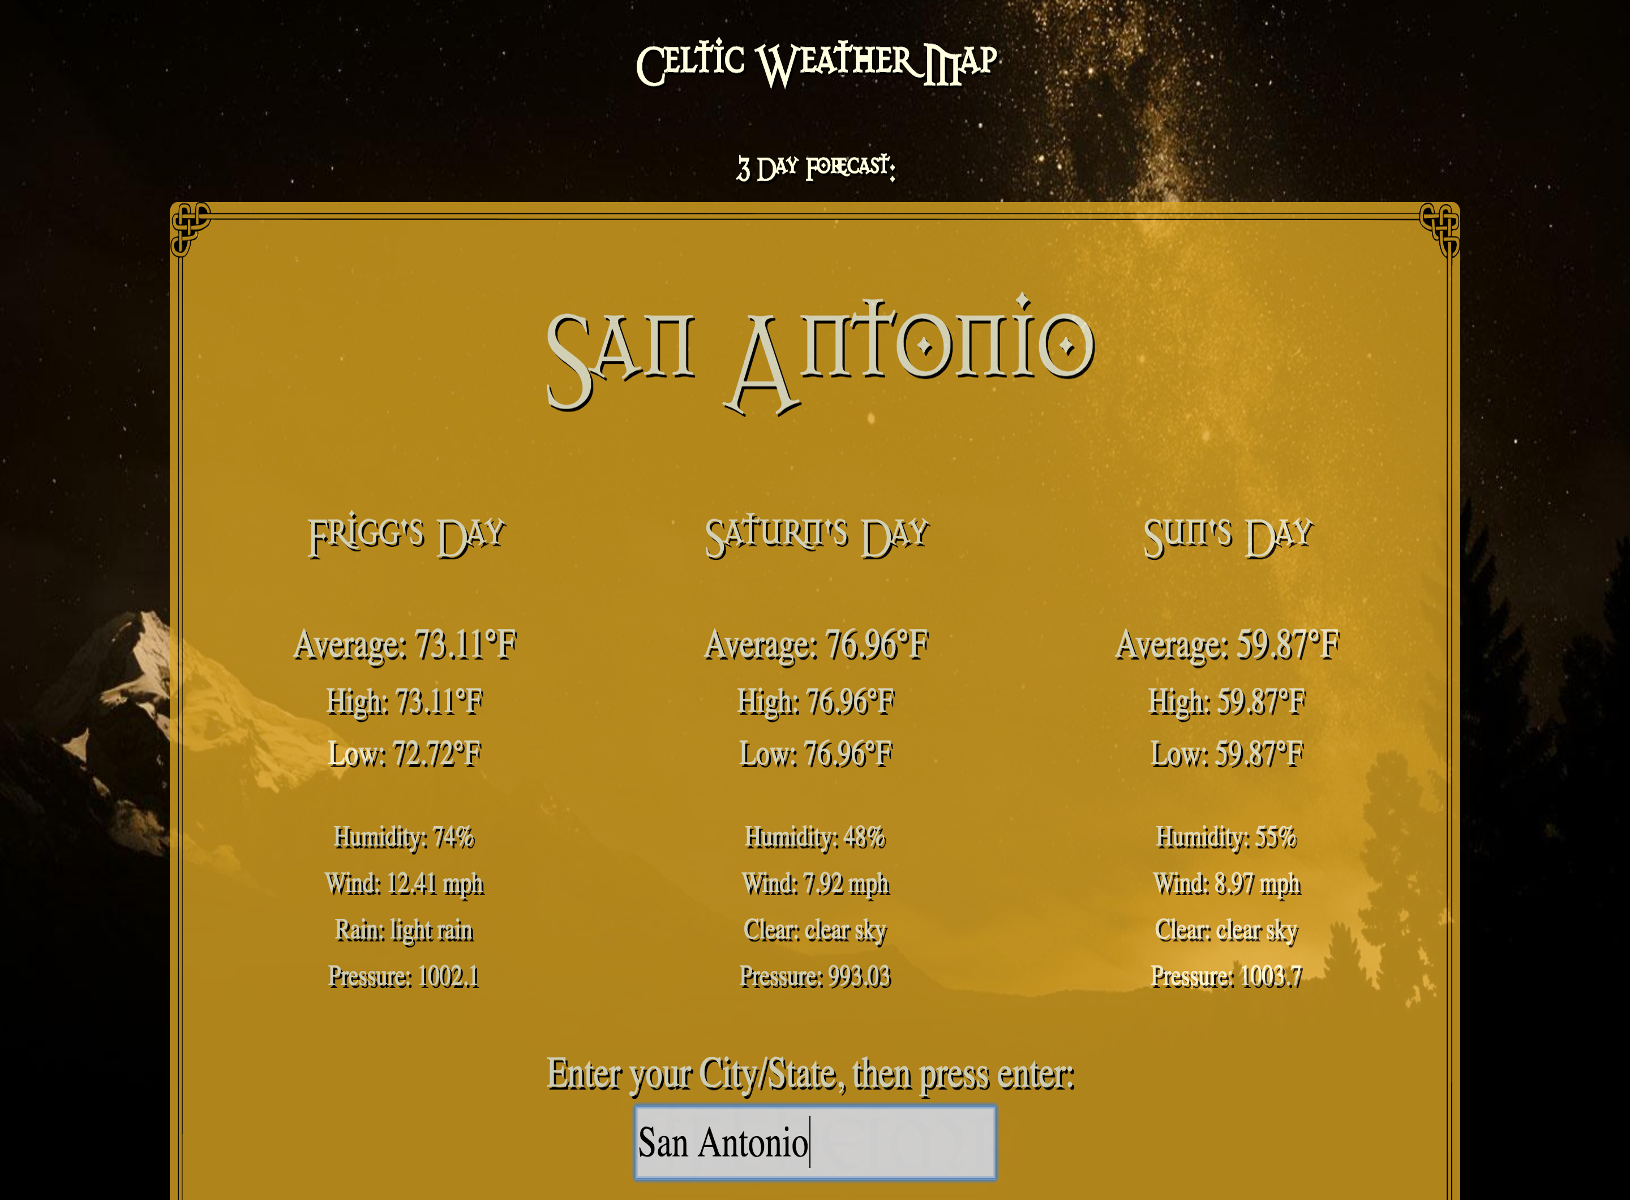 Celtic Weather Map
3 Day Forecast:
San Antonio
Frigg's Day
Saturn's Day
Sun's Day
Average: 73.11°F
Average: 76.96°F
Average: 59.87°F
High: 73.11°F
High: 76.96°F
High: 59.87°F
Low: 72.72°F
Low: 76.96°F
Low: 59.87°F
Humidity: 74%
Humidity: 48%
Humidity: 55%
Wind: 12.41 mph
Wind: 7.92 mph
Wind: 8.97 mph
Rain: light rain
Clear: clear sky
Clear: clear sky
Pressure: 1002.1
Pressure: 993.03
Pressure: 1003.7
Enter your City/State, then press enter:
San Antonio